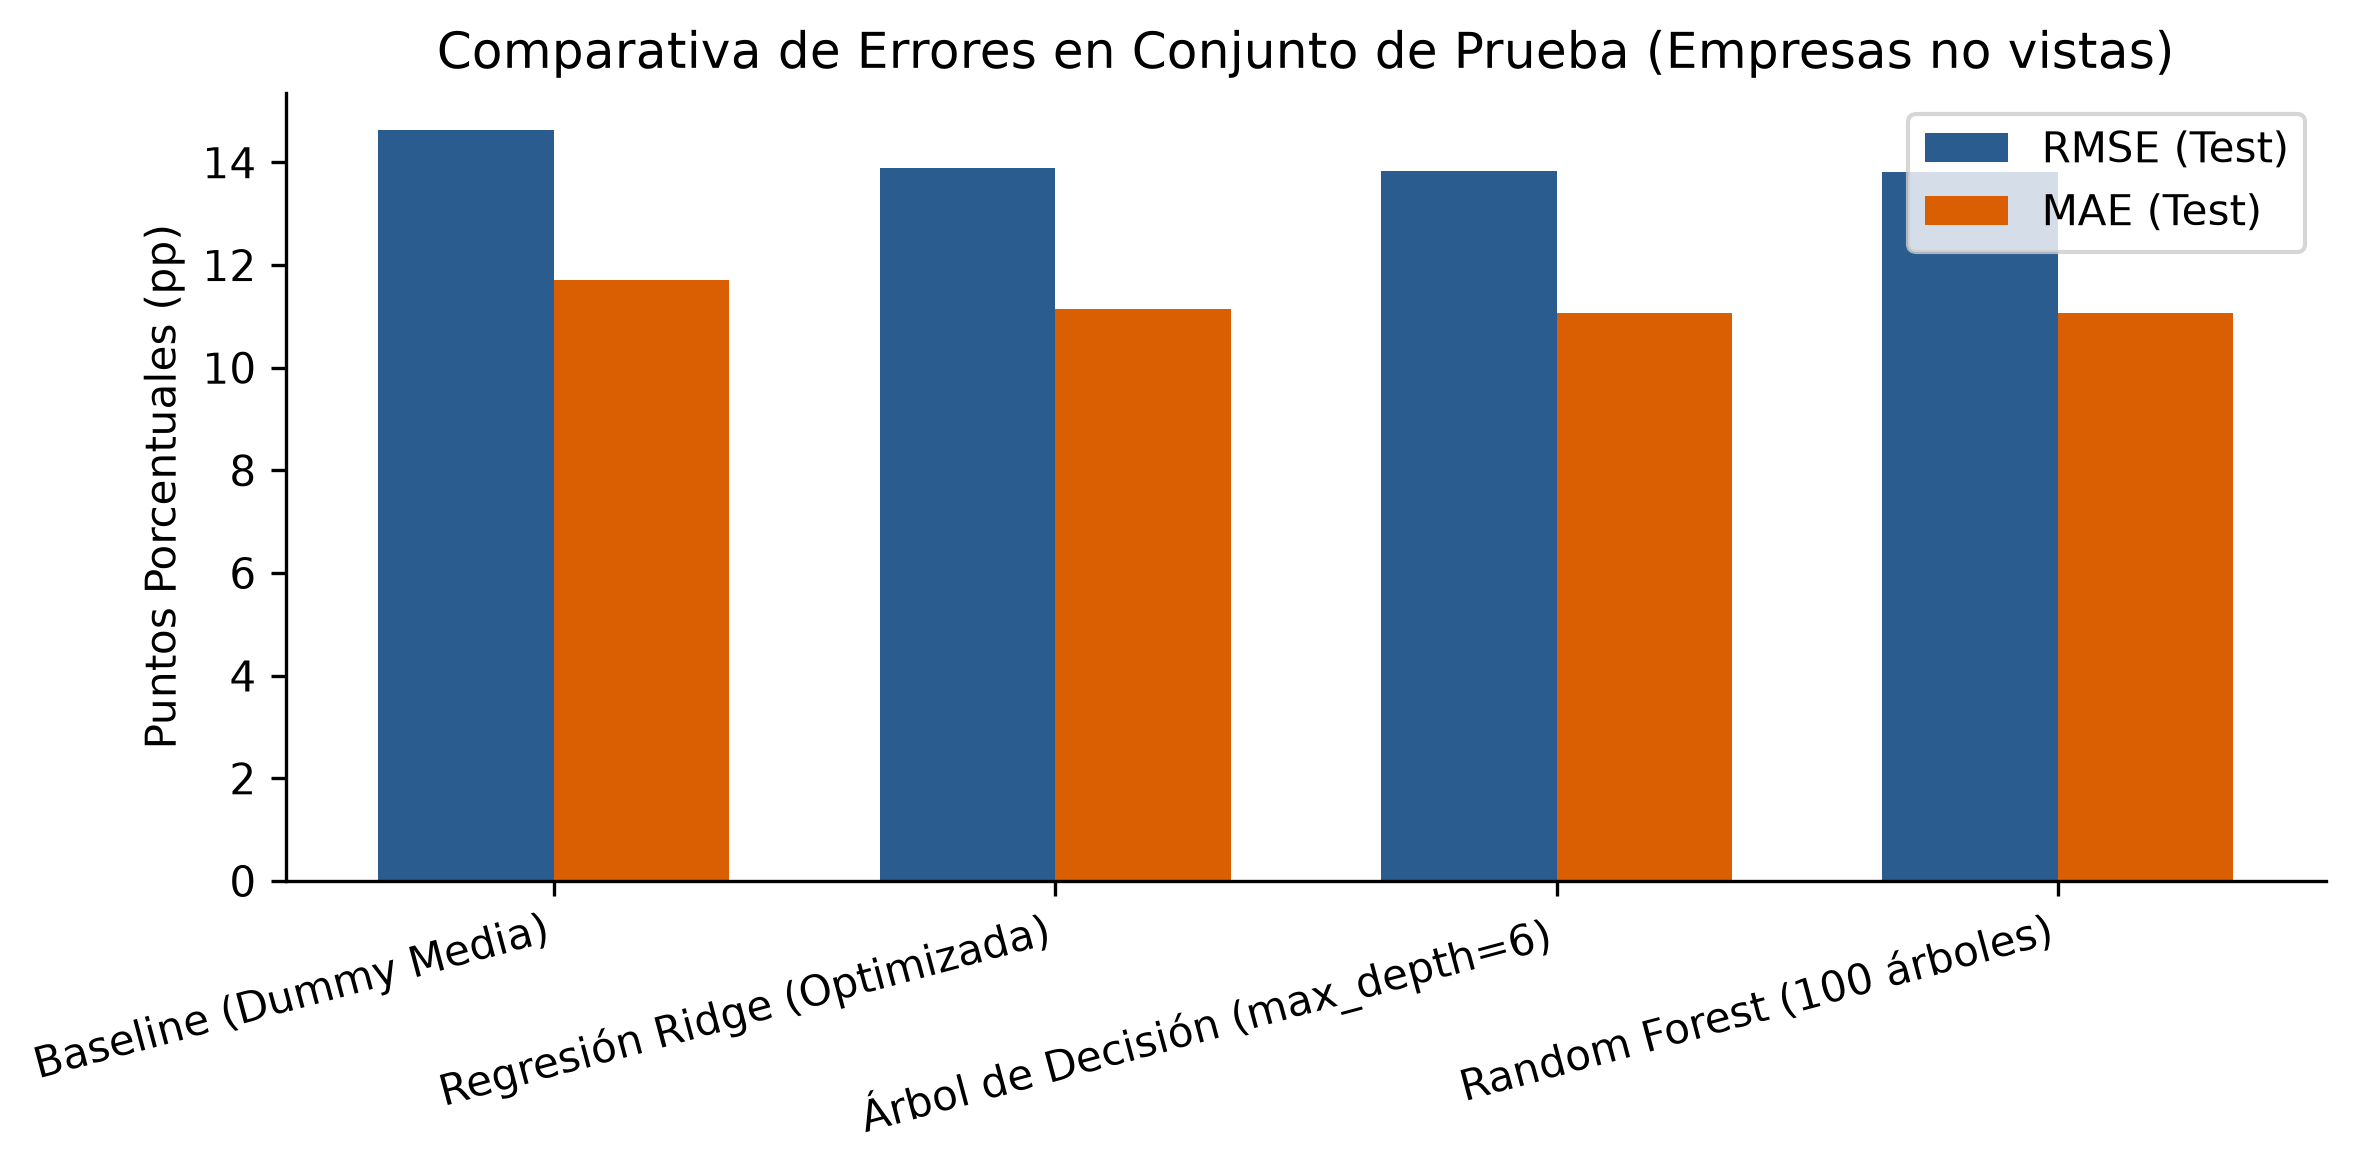 Comparativa de Errores en Conjunto de Prueba (Empresas no vistas)
RMSE (Test)
MAE (Test)
Puntos Porcentuales (pp)
14
12
10
8
6
4
2
0
Baseline (Dummy Media)
Regresión Ridge (Optimizada)
Árbol de Decisión (max_depth=6)
Random Forest (100 árboles)